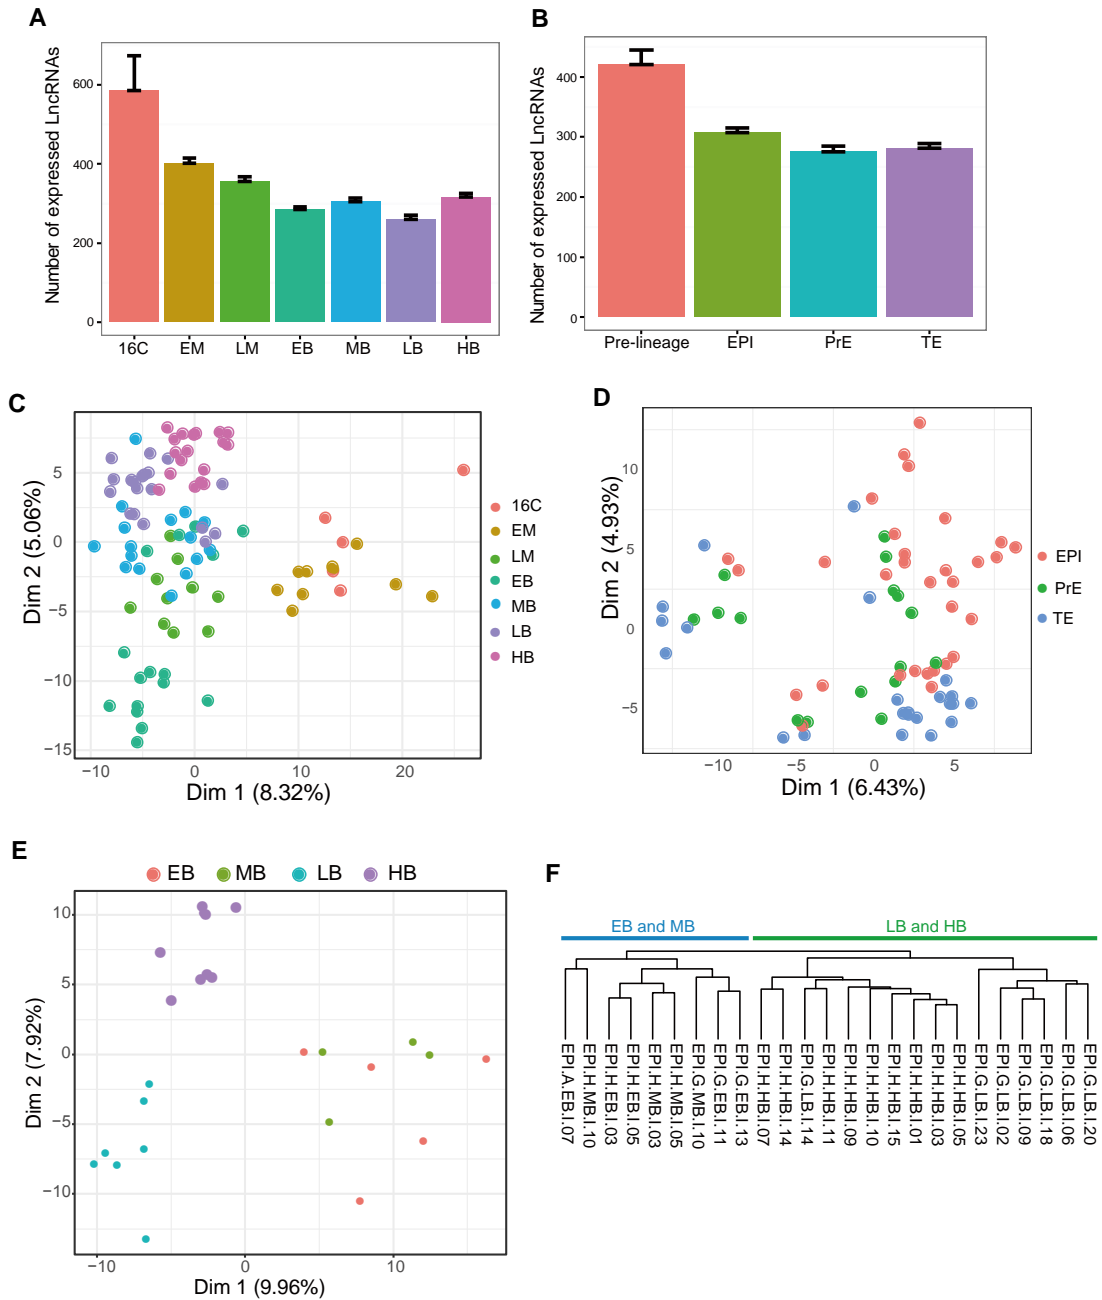 A
Number of expressed LncRNAs
600
400
200
0
16C EM LM EB MB LB HB
B
Number of expressed LncRNAs
400
300
200
100
0
Pre-lineage EPI PrE TE
C
Dim 2 (5.06%)
5
0
−5
−10
−15
−10 0 10 20
Dim 1 (8.32%)
16C
EM
LM
EB
MB
LB
HB
D
Dim 2 (4.93%)
10
5
0
−5
−10 −5 0 5
Dim 1 (6.43%)
EPI
PrE
TE
E
EB MB LB HB
Dim 2 (7.92%)
10
5
0
−5
−10
−10 0 10
Dim 1 (9.96%)
F
EB and MB
LB and HB
EPI.A.EB.I.07
EPI.H.MB.I.10
EPI.H.EB.I.03
EPI.H.EB.I.05
EPI.H.MB.I.03
EPI.H.MB.I.05
EPI.G.MB.I.10
EPI.G.EB.I.11
EPI.G.EB.I.13
EPI.H.HB.I.07
EPI.H.HB.I.14
EPI.G.LB.I.14
EPI.H.HB.I.11
EPI.H.HB.I.09
EPI.H.HB.I.10
EPI.H.HB.I.15
EPI.H.HB.I.01
EPI.H.HB.I.03
EPI.H.HB.I.05
EPI.G.LB.I.23
EPI.G.LB.I.02
EPI.G.LB.I.09
EPI.G.LB.I.18
EPI.G.LB.I.06
EPI.G.LB.I.20